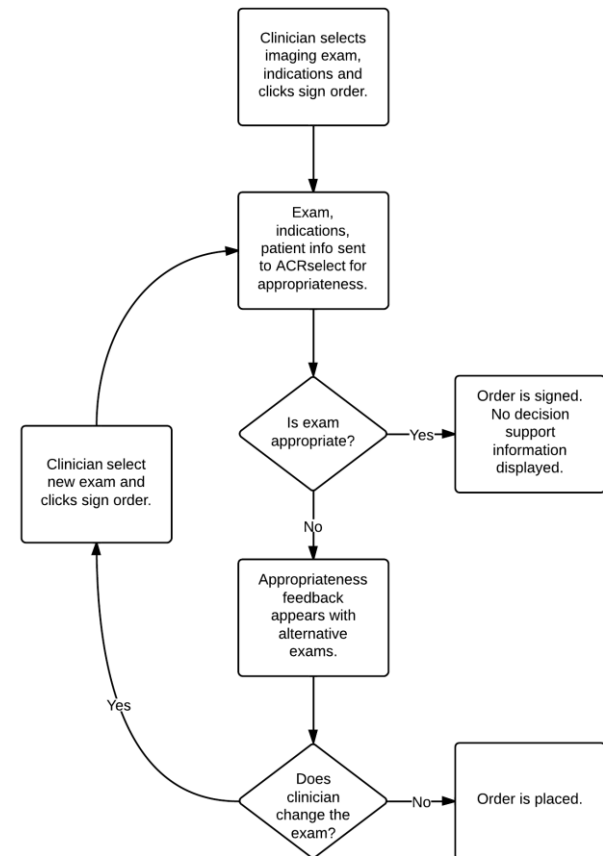 Clinician selects
imaging exam,
indications and
clicks sign order.
Exam,
indications,
patient info sent
to ACRselect for
appropriateness.
Is exam
appropriate?
Yes
Order is signed.
No decision
support
information
displayed.
Clinician select
new exam and
clicks sign order.
No
Appropriateness
feedback
appears with
alternative
exams.
Yes
Does
clinician
change the
exam?
No
Order is placed.